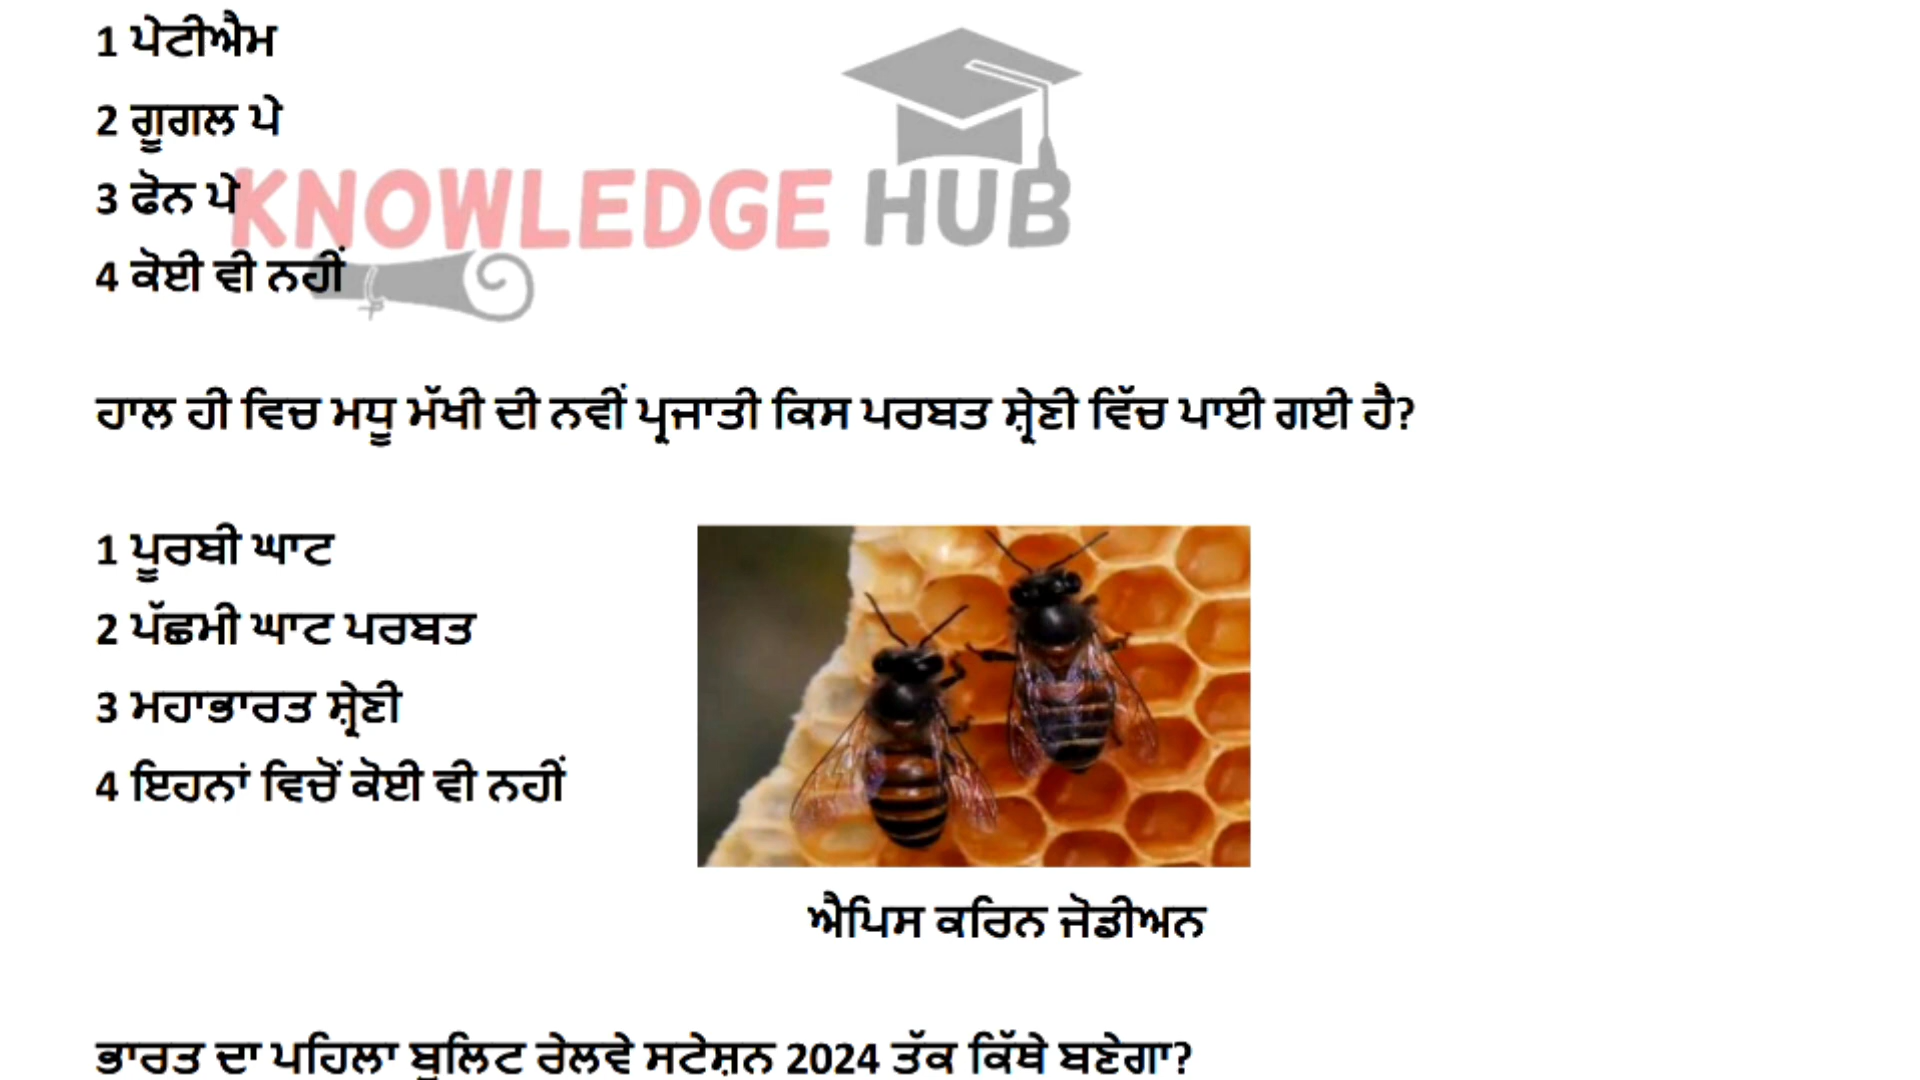 1 ਪੇਟੀਐਮ
2 ਗੂਗਲ ਪੇ
3 ਫੋਨ ਪੇ
KNOWLEDGE HUB
4 ਕੋਈ ਵੀ ਨਹੀਂ
ਹਾਲ ਹੀ ਵਿਚ ਮਧੂ ਮੱਖੀ ਦੀ ਨਵੀਂ ਪ੍ਰਜਾਤੀ ਕਿਸ ਪਰਬਤ ਸ਼੍ਰੇਣੀ ਵਿੱਚ ਪਾਈ ਗਈ ਹੈ?
1 ਪੂਰਬੀ ਘਾਟ
2 ਪੱਛਮੀ ਘਾਟ ਪਰਬਤ
3 ਮਹਾਭਾਰਤ ਸ਼੍ਰੇਣੀ
4 ਇਹਨਾਂ ਵਿਚੋਂ ਕੋਈ ਵੀ ਨਹੀਂ
ਐਪਿਸ ਕਰਿਨ ਜੋਡੀਅਨ
ਭਾਰਤ ਦਾ ਪਹਿਲਾ ਬੁਲਿਟ ਰੇਲਵੇ ਸਟੇਸ਼ਨ 2024 ਤੱਕ ਕਿੱਥੇ ਬਣੇਗਾ?